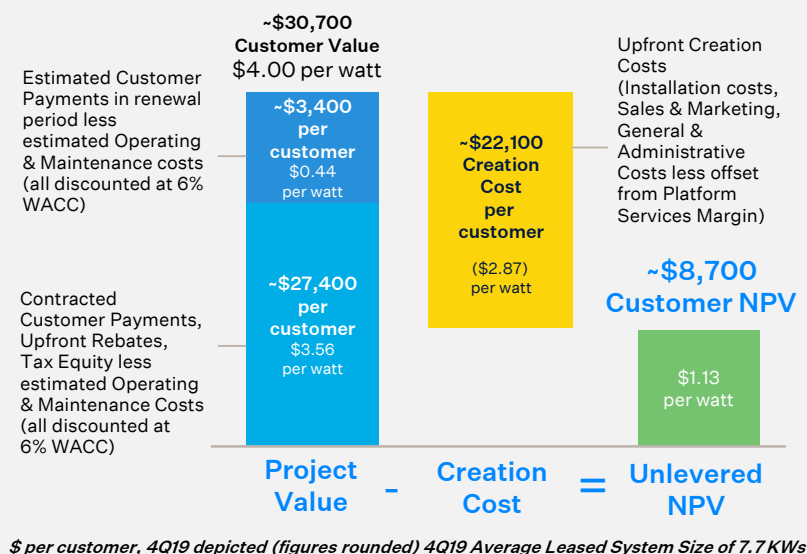 ~$30,700
Customer Value
$4.00 per watt
Estimated Customer
Payments in renewal
period less
estimated Operating
& Maintenance costs
(all discounted at 6%
WACC)
~$3,400
per
customer
$0.44
per watt
Contracted
Customer Payments,
Upfront Rebates,
Tax Equity less
estimated Operating
& Maintenance Costs
(all discounted at
6% WACC)
~$27,400
per
customer
$3.56
per watt
~$22,100
Creation
Cost
per
customer
($2.87)
per watt
Upfront Creation
Costs
(Installation costs,
Sales & Marketing,
General &
Administrative
Costs less offset
from Platform
Services Margin)
~$8,700
Customer NPV
$1.13
per watt
Project
Value
-
Creation
Cost
=
Unlevered
NPV
$ per customer, 4Q19 depicted (figures rounded) 4Q19 Average Leased System Size of 7.7 KWs